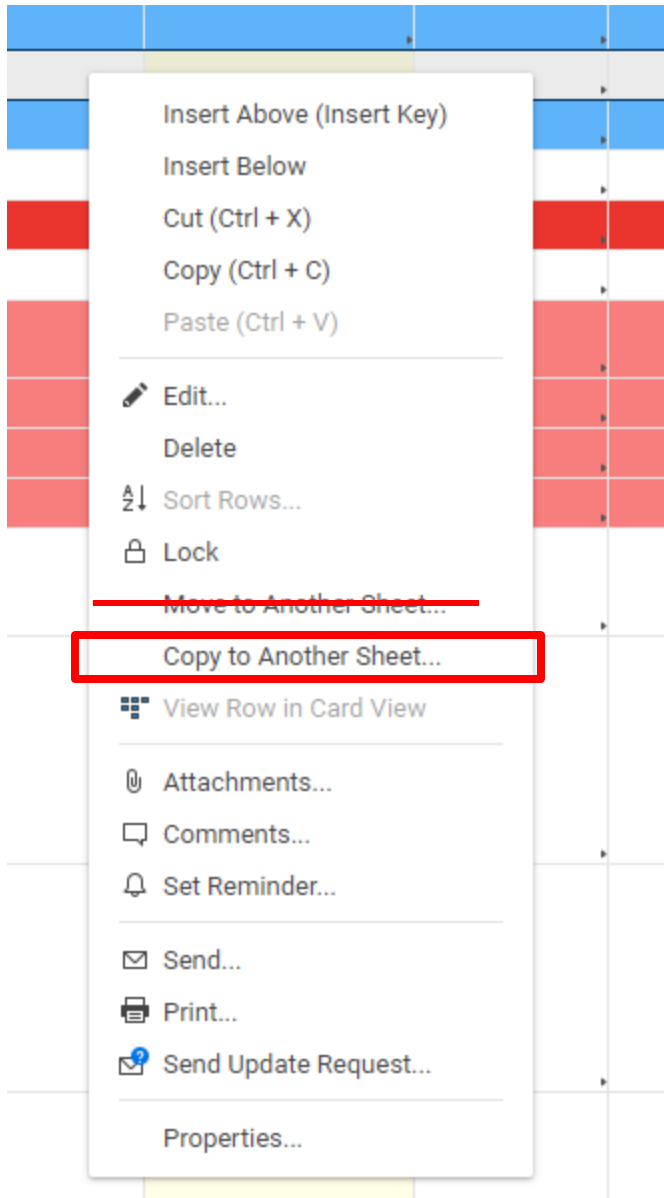 Insert Above (Insert Key)
Insert Below
Cut (Ctrl + X)
Copy (Ctrl + C)
Paste (Ctrl + V)
Edit...
Delete
Sort Rows...
Lock
Move to Another Sheet...
Copy to Another Sheet...
View Row in Card View
Attachments...
Comments...
Set Reminder...
Send...
Print...
Send Update Request...
Properties...